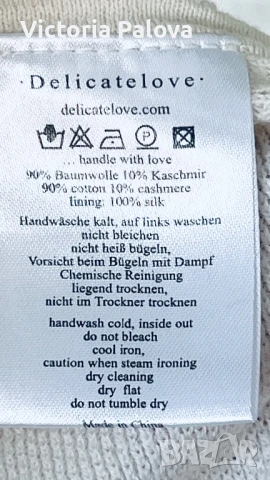 Victoria Palova
· Delicatelove ·
delicatelove.com
P
... handle with love
90% Baumwolle 10% Kaschmir
90% cotton 10% cashmere
lining: 100% silk
Handwäsche kalt, auf links waschen
nicht bleichen
nicht heiß bügeln,
Vorsicht beim Bügeln mit Dampf
Chemische Reinigung
liegend trocknen,
nicht im Trockner trocknen
handwash cold, inside out
do not bleach
cool iron,
caution when steam ironing
dry cleaning
dry flat
do not tumble dry
Made in China
БАЗАР